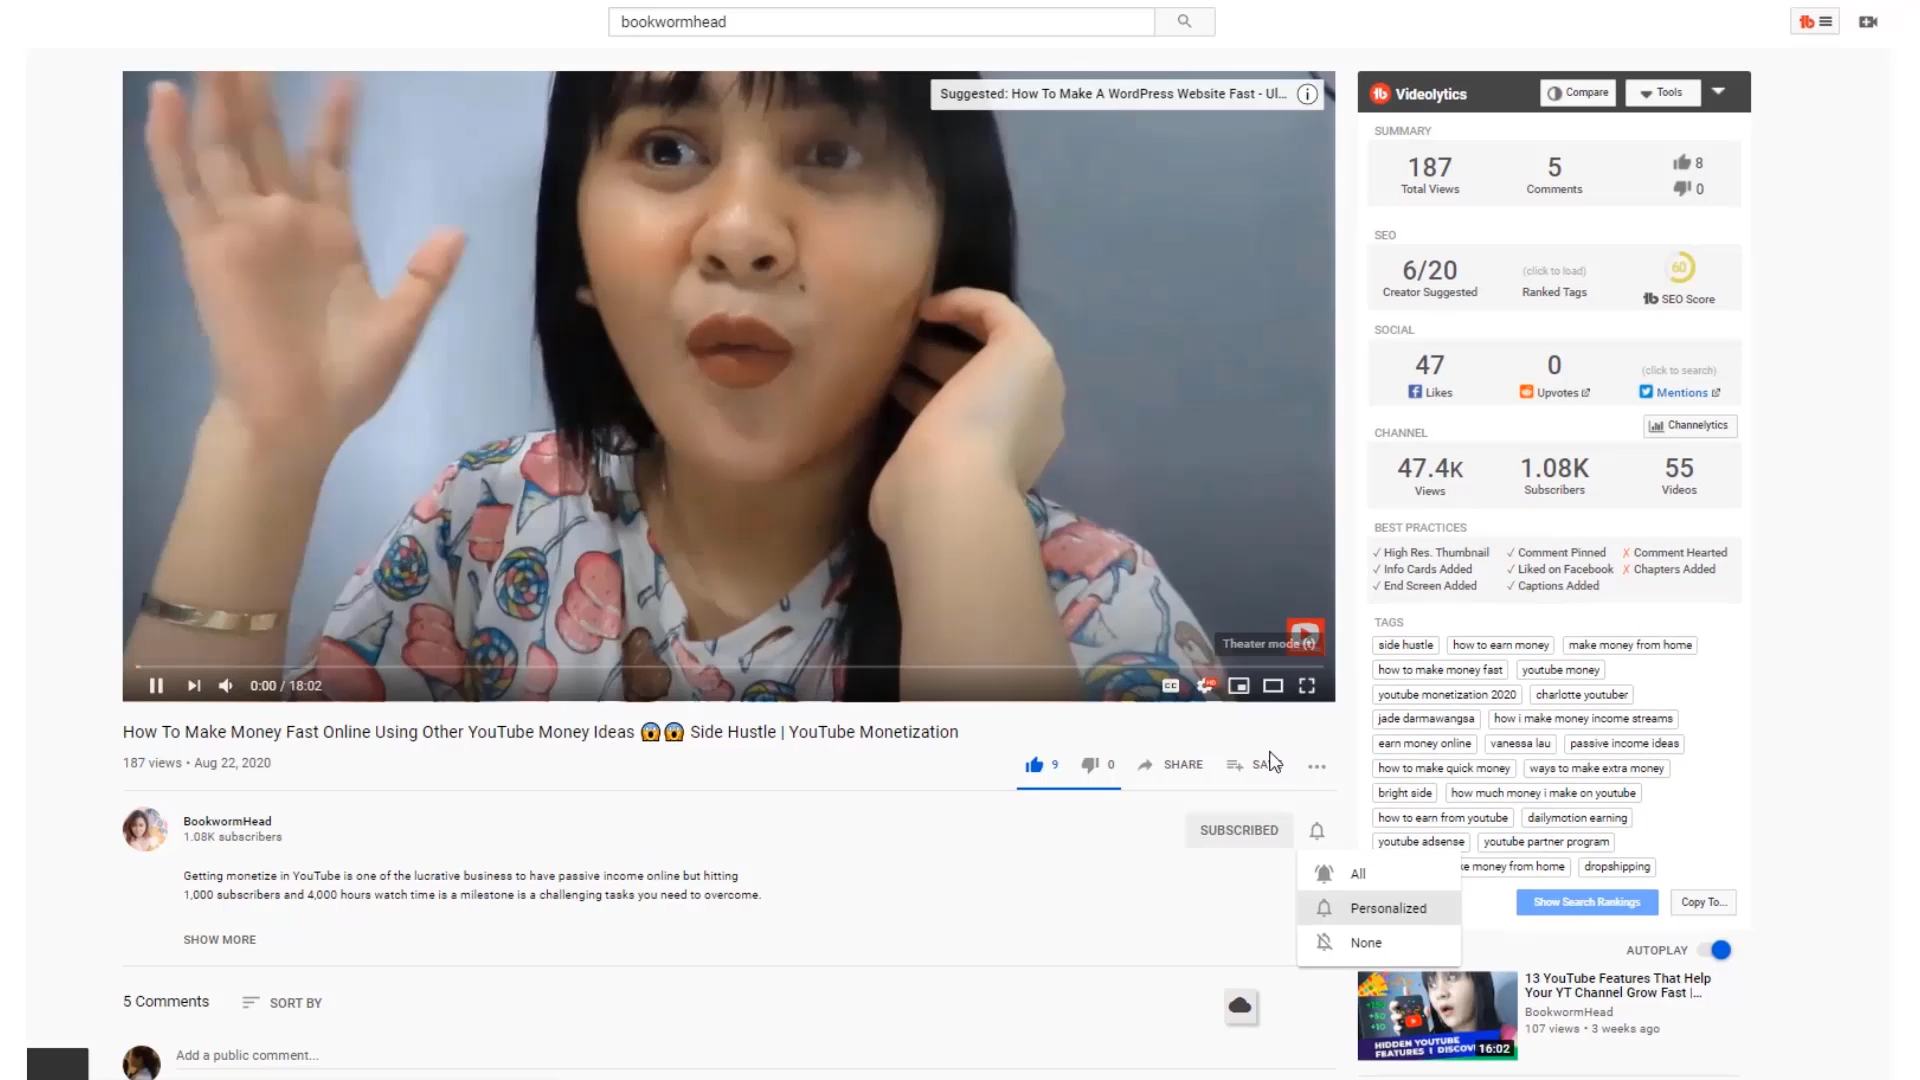 bookwormhead
Suggested: How To Make A WordPress Website Fast - Ul...
Theater mode (t)
0:00 / 18:02
CC
HD
How To Make Money Fast Online Using Other YouTube Money Ideas 😱😱 Side Hustle | YouTube Monetization
187 views • Aug 22, 2020
9
0
SHARE
BookwormHead
1.08K subscribers
SUBSCRIBED
Getting monetize in YouTube is one of the lucrative business to have passive income online but hitting
1,000 subscribers and 4,000 hours watch time is a milestone is a challenging tasks you need to overcome.
SHOW MORE
All
Personalized
None
5 Comments
SORT BY
Add a public comment...
Videolytics
Compare
Tools
SUMMARY
187 5 8
Total Views Comments 0
SEO
6/20 (click to load) 60
Creator Suggested Ranked Tags SEO Score
SOCIAL
47 0 (click to search)
Likes Upvotes Mentions
CHANNEL
Channelytics
47.4K 1.08K 55
Views Subscribers Videos
BEST PRACTICES
✓ High Res. Thumbnail ✓ Comment Pinned ✗ Comment Hearted
✓ Info Cards Added ✓ Liked on Facebook ✗ Chapters Added
✓ End Screen Added ✓ Captions Added
TAGS
side hustle how to earn money make money from home
how to make money fast youtube money
youtube monetization 2020 charlotte youtuber
jade darmawangsa how i make money income streams
earn money online vanessa lau passive income ideas
how to make quick money ways to make extra money
bright side how much money i make on youtube
how to earn from youtube dailymotion earning
youtube adsense youtube partner program
money from home dropshipping
Show Search Rankings Copy To...
AUTOPLAY
13 YouTube Features That Help
Your YT Channel Grow Fast |...
BookwormHead
107 views • 3 weeks ago
HIDDEN YOUTUBE
FEATURES I
16:02